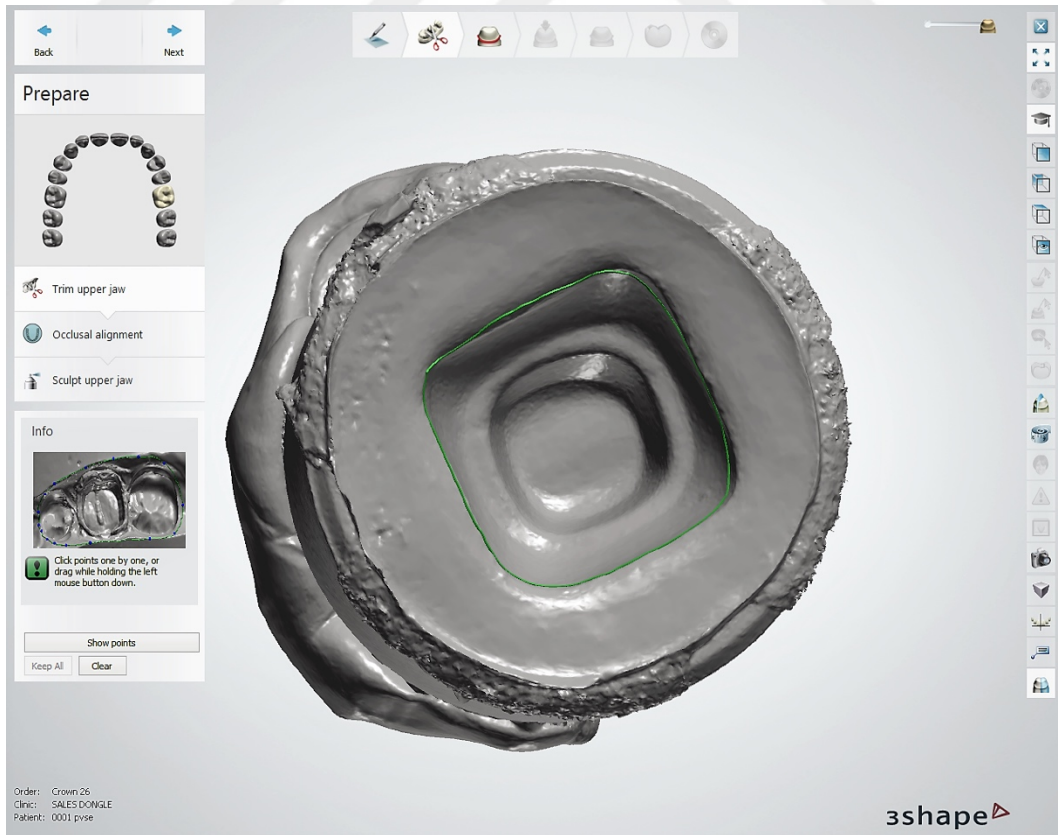 Back
Next
Prepare
Trim upper jaw
Occlusal alignment
Sculpt upper jaw
Info
Click points one by one, or
drag while holding the left
mouse button down.
Show points
Keep All
Clear
Order: Crown 26
Clinic: SALES DONGLE
Patient: 0001 pvse
3shape